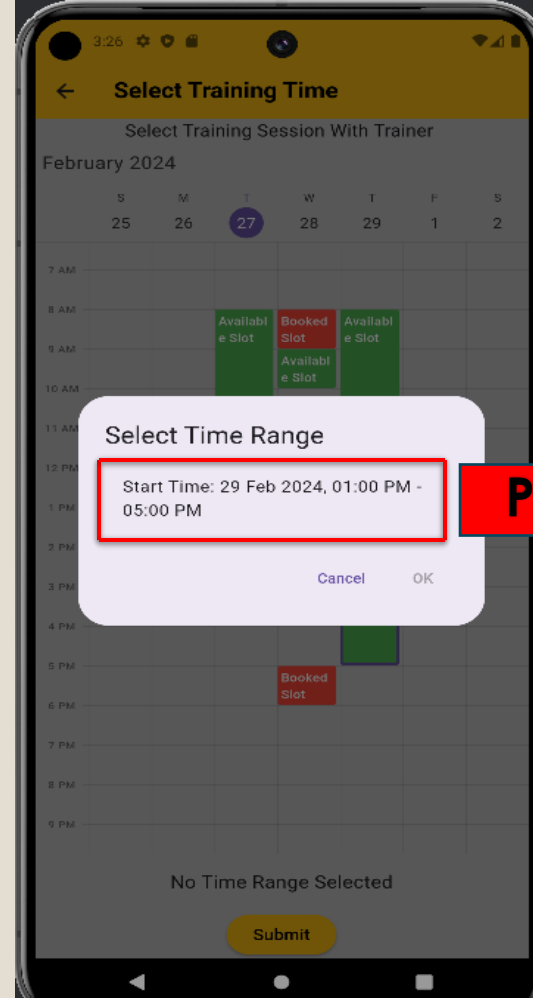 3:26
Select Training Time
Select Training Session With Trainer
February 2024
S M T W T F S
25 26 27 28 29 1 2
7 AM
8 AM
Availabl
e Slot
Booked
Slot
Availabl
e Slot
9 AM
Availabl
e Slot
10 AM
11 AM
Select Time Range
12 PM
Start Time: 29 Feb 2024, 01:00 PM -
05:00 PM
P
1 PM
2 PM
Cancel OK
3 PM
4 PM
5 PM
Booked
Slot
6 PM
7 PM
8 PM
9 PM
No Time Range Selected
Submit